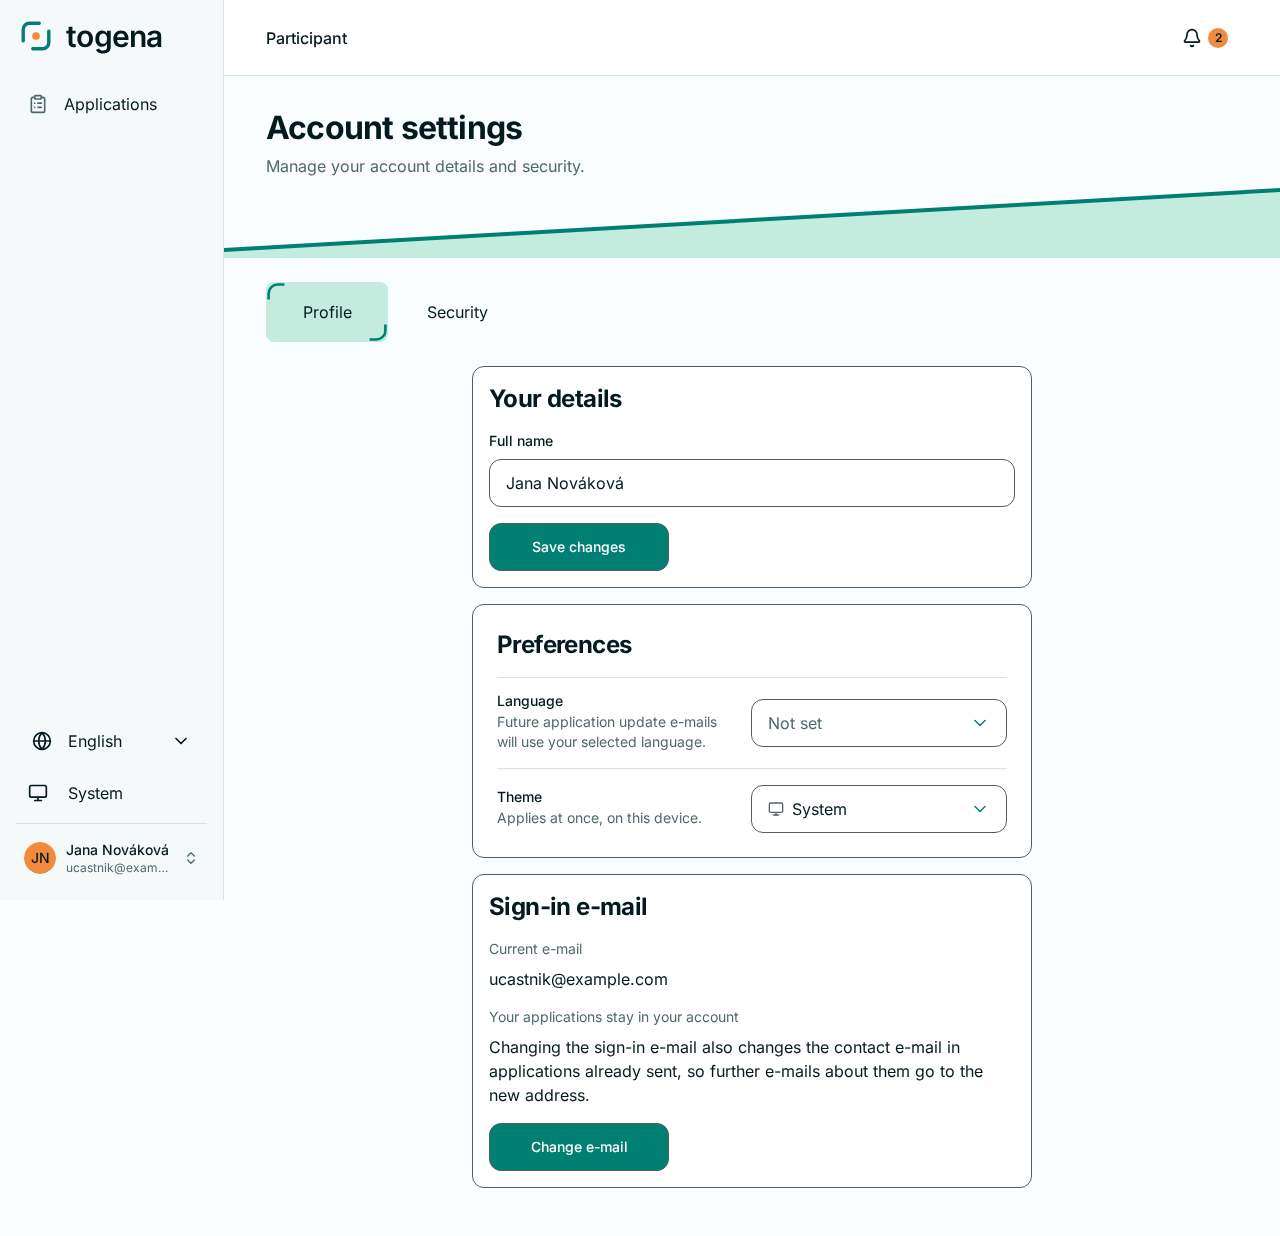 togena
Participant
2
Applications
Account settings
Manage your account details and security.
Profile
Security
Your details
Full name
Jana Nováková
Save changes
Preferences
Language
Future application update e-mails
will use your selected language.
Not set
Theme
Applies at once, on this device.
System
Sign-in e-mail
Current e-mail
ucastnik@example.com
Your applications stay in your account
Changing the sign-in e-mail also changes the contact e-mail in
applications already sent, so further e-mails about them go to the
new address.
Change e-mail
English
System
JN
Jana Nováková
ucastnik@exam...